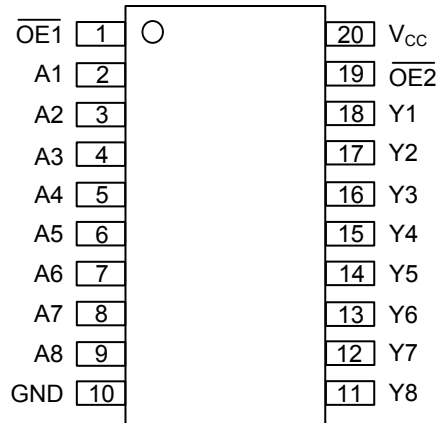 OE1 1 20 VCC
A1 2 19 OE2
A2 3 18 Y1
A3 4 17 Y2
A4 5 16 Y3
A5 6 15 Y4
A6 7 14 Y5
A7 8 13 Y6
A8 9 12 Y7
GND 10 11 Y8